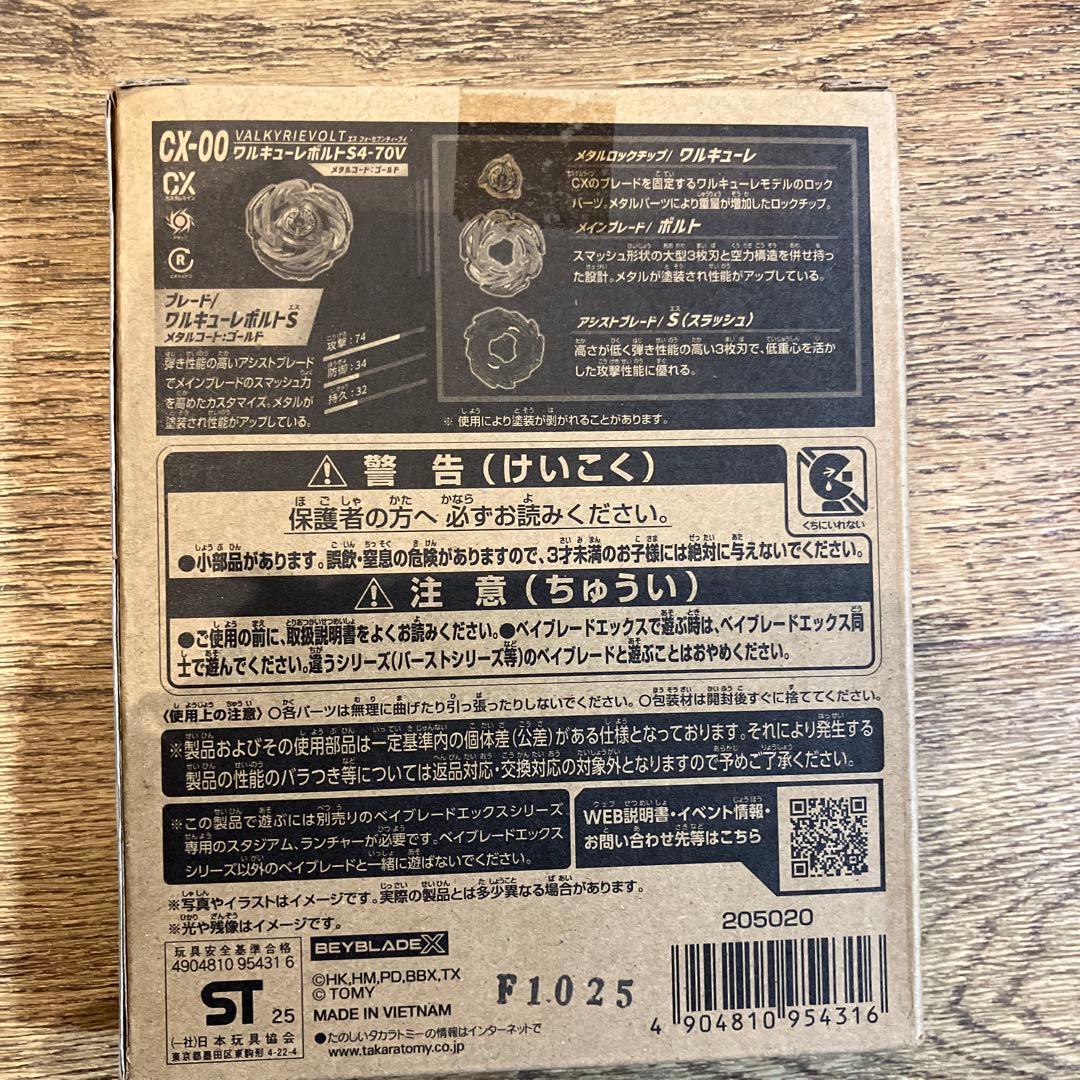 CX-00
VALKYRIEVOLT
ワルキューレボルトS4-70V
メタルコート:ゴールド
CX
カスタムライン
R
ブレード/
ワルキューレボルトS
メタルコート:ゴールド
攻撃:74
防御:34
持久:32
弾き性能の高いアシストブレード
でメインブレードのスマッシュ力
を高めたカスタマイズ。メタルが
塗装され性能がアップしている。
メタルロックチップ/ ワルキューレ
CXのブレードを固定するワルキューレモデルのロック
パーツ。メタルパーツにより重量が増加したロックチップ。
メインブレード/ ボルト
スマッシュ形状の大型3枚刃と空力構造を併せ持っ
た設計。メタルが塗装され性能がアップしている。
アシストブレード/ S(スラッシュ)
高さが低く弾き性能の高い3枚刃で、低重心を活か
した攻撃性能に優れる。
※ 使用により塗装が剥がれることがあります。
警 告(けいこく)
保護者の方へ 必ずお読みください。
●小部品があります。誤飲・窒息の危険がありますので、3才未満のお子様には絶対に与えないでください。
くちにいれない
注 意(ちゅうい)
●ご使用の前に、取扱説明書をよくお読みください。●ベイブレードエックスで遊ぶ時は、ベイブレードエックス同
士で遊んでください。違うシリーズ(バーストシリーズ等)のベイブレードと遊ぶことはおやめください。
〈使用上の注意〉○各パーツは無理に曲げたり引っ張ったりしないでください。○包装材は開封後すぐに捨ててください。
※製品およびその使用部品は一定基準内の個体差(公差)がある仕様となっております。それにより発生する
製品の性能のバラつき等については返品対応・交換対応の対象外となりますので予めご了承ください。
※この製品で遊ぶには別売りのベイブレードエックスシリーズ
専用のスタジアム、ランチャーが必要です。ベイブレードエックス
シリーズ以外のベイブレードと一緒に遊ばないでください。
WEB説明書・イベント情報・
お問い合わせ先等はこちら
※写真やイラストはイメージです。実際の製品とは多少異なる場合があります。
※光や残像はイメージです。
玩具安全基準合格
4904810 95431 6
ST 25
(一社)日本玩具協会
東京都墨田区東駒形 4-22-4
BEYBLADE X
©HK,HM,PD,BBX,TX
© TOMY
MADE IN VIETNAM
●たのしいタカラトミーの情報はインターネットで
www.takaratomy.co.jp
F1025
205020
4 904810 954316